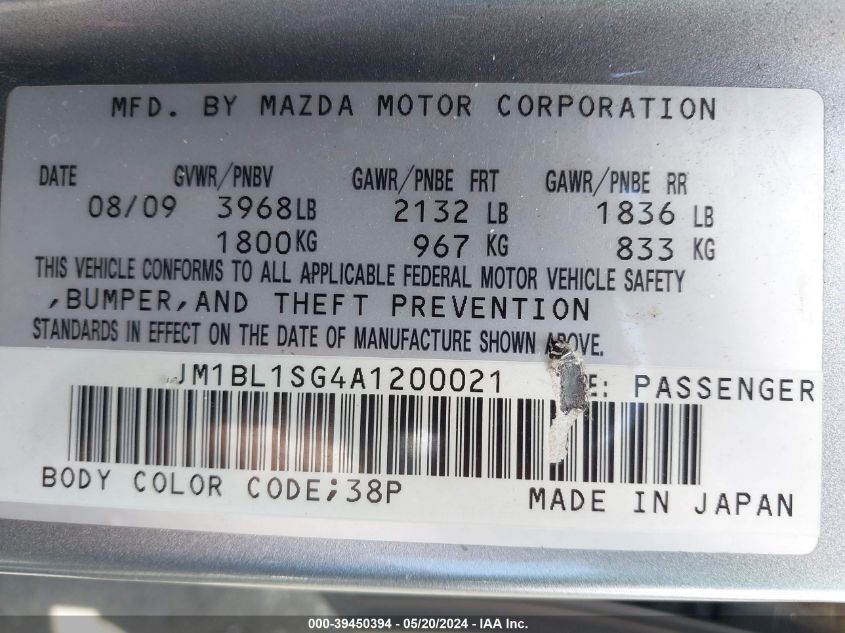 MFD. BY MAZDA MOTOR CORPORATION
DATE GVWR/PNBV GAWR/PNBE FRT GAWR/PNBE RR
08/09 3968LB 2132 LB 1836 LB
1800KG 967 KG 833 KG
THIS VEHICLE CONFORMS TO ALL APPLICABLE FEDERAL MOTOR VEHICLE SAFETY
,BUMPER,AND THEFT PREVENTION
STANDARDS IN EFFECT ON THE DATE OF MANUFACTURE SHOWN ABOVE.
JM1BL1SG4A1200021 E: PASSENGER
BODY COLOR CODE;38P MADE IN JAPAN
000-39450394 - 05/20/2024 - IAA Inc.